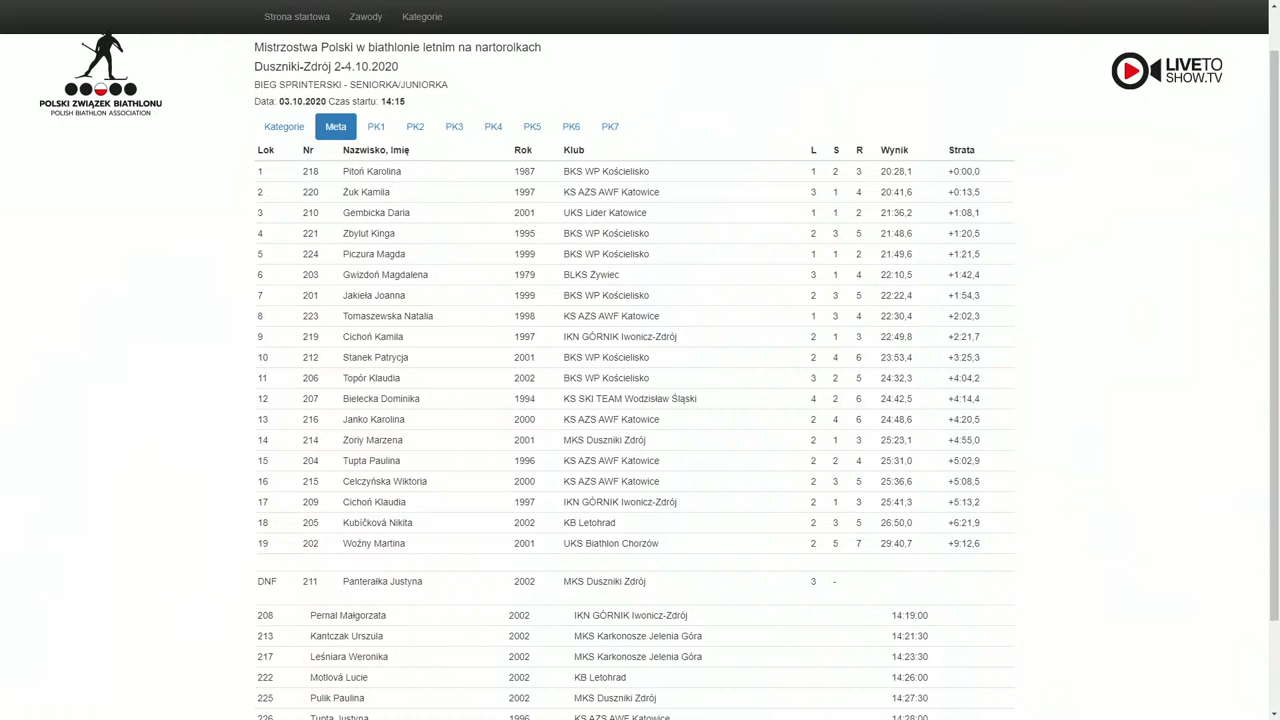 Strona startowa Zawody Kategorie
Mistrzostwa Polski w biathlonie letnim na nartorolkach
Duszniki-Zdrój 2-4.10.2020
BIEG SPRINTERSKI - SENIORKA/JUNIORKA
Data: 03.10.2020 Czas startu: 14:15
POLSKI ZWIĄZEK BIATHLONU
POLISH BIATHLON ASSOCIATION
LIVETO
SHOW.TV
Kategorie Meta PK1 PK2 PK3 PK4 PK5 PK6 PK7
Lok Nr Nazwisko, Imię Rok Klub L S R Wynik Strata
1 218 Pitoń Karolina 1987 BKS WP Kościelisko 1 2 3 20:28,1 +0:00,0
2 220 Żuk Kamila 1997 KS AZS AWF Katowice 3 1 4 20:41,6 +0:13,5
3 210 Gembicka Daria 2001 UKS Lider Katowice 1 1 2 21:36,2 +1:08,1
4 221 Zbylut Kinga 1995 BKS WP Kościelisko 2 3 5 21:48,6 +1:20,5
5 224 Piczura Magda 1999 BKS WP Kościelisko 1 1 2 21:49,6 +1:21,5
6 203 Gwizdoń Magdalena 1979 BLKS Żywiec 3 1 4 22:10,5 +1:42,4
7 201 Jakieła Joanna 1999 BKS WP Kościelisko 2 3 5 22:22,4 +1:54,3
8 223 Tomaszewska Natalia 1998 KS AZS AWF Katowice 1 3 4 22:30,4 +2:02,3
9 219 Cichoń Kamila 1997 IKN GÓRNIK Iwonicz-Zdrój 2 1 3 22:49,8 +2:21,7
10 212 Stanek Patrycja 2001 BKS WP Kościelisko 2 4 6 23:53,4 +3:25,3
11 206 Topór Klaudia 2002 BKS WP Kościelisko 3 2 5 24:32,3 +4:04,2
12 207 Bielecka Dominika 1994 KS SKI TEAM Wodzisław Śląski 4 2 6 24:42,5 +4:14,4
13 216 Janko Karolina 2000 KS AZS AWF Katowice 2 4 6 24:48,6 +4:20,5
14 214 Zoriy Marzena 2001 MKS Duszniki Zdrój 2 1 3 25:23,1 +4:55,0
15 204 Tupta Paulina 1996 KS AZS AWF Katowice 2 2 4 25:31,0 +5:02,9
16 215 Celczyńska Wiktoria 2000 KS AZS AWF Katowice 2 3 5 25:36,6 +5:08,5
17 209 Cichoń Klaudia 1997 IKN GÓRNIK Iwonicz-Zdrój 2 1 3 25:41,3 +5:13,2
18 205 Kubíčková Nikita 2002 KB Letohrad 2 3 5 26:50,0 +6:21,9
19 202 Woźny Martina 2001 UKS Biathlon Chorzów 2 5 7 29:40,7 +9:12,6
DNF 211 Panterałka Justyna 2002 MKS Duszniki Zdrój 3 -
208 Pernal Małgorzata 2002 IKN GÓRNIK Iwonicz-Zdrój 14:19:00
213 Kantczak Urszula 2002 MKS Karkonosze Jelenia Góra 14:21:30
217 Leśniara Weronika 2002 MKS Karkonosze Jelenia Góra 14:23:30
222 Motlová Lucie 2002 KB Letohrad 14:26:00
225 Pulik Paulina 2002 MKS Duszniki Zdrój 14:27:30
226 Tupta Justyna 1996 KS AZS AWF Katowice 14:28:00